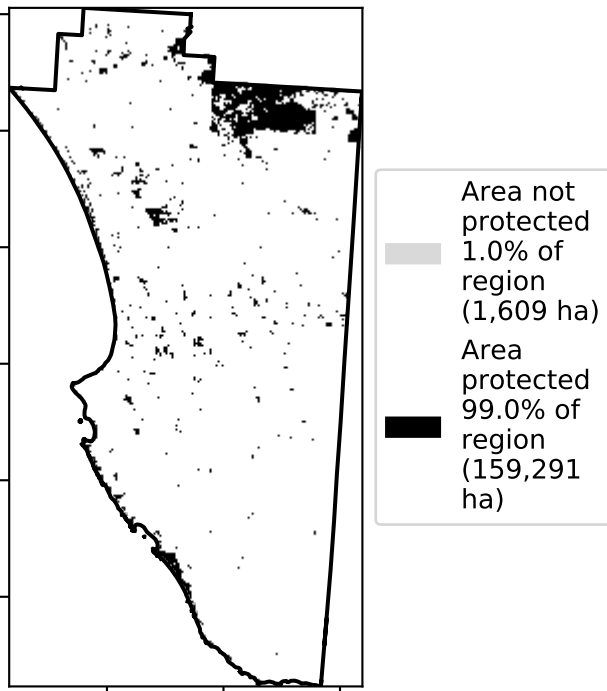 Area not
protected
1.0% of
region
(1,609 ha)
Area
protected
99.0% of
region
(159,291
ha)